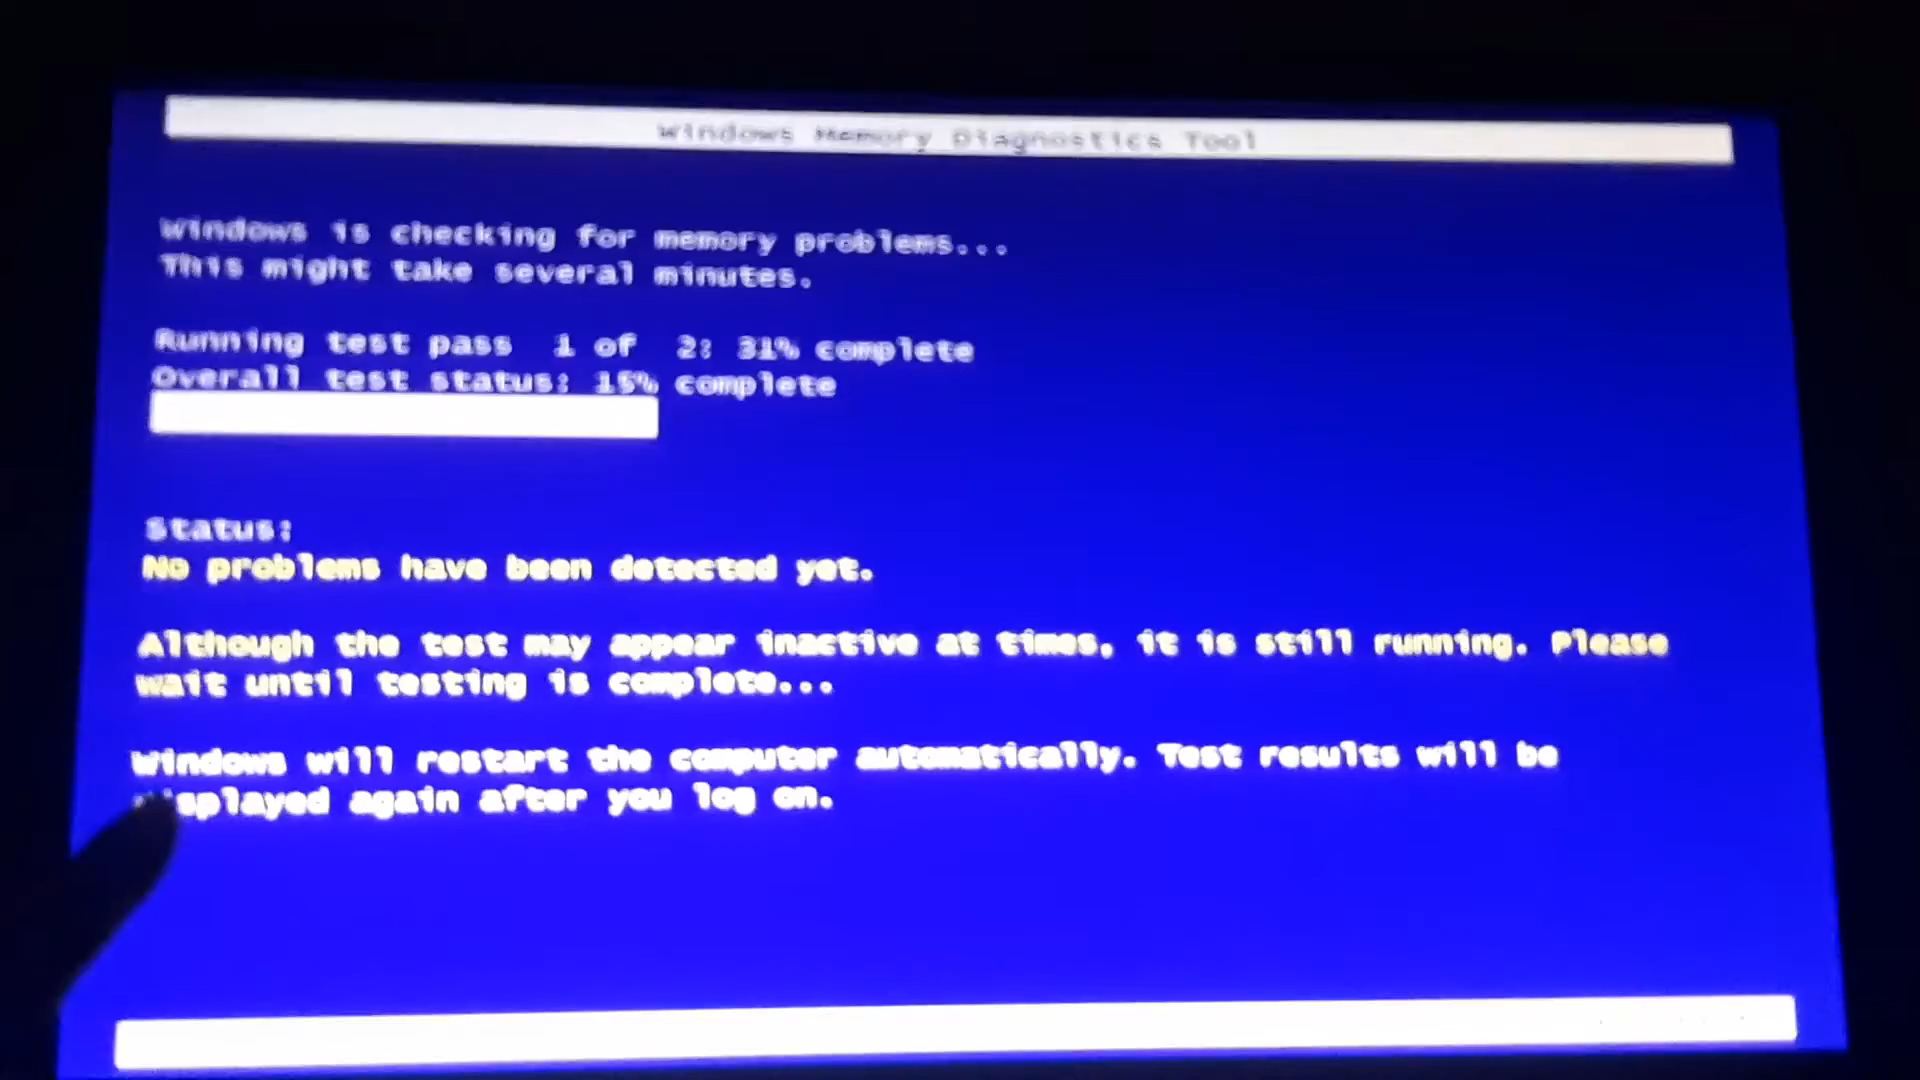 Windows Memory Diagnostics Tool
Windows is checking for memory problems...
This might take several minutes.
Running test pass 1 of 2: 31% complete
Overall test status: 15% complete
Status:
No problems have been detected yet.
Although the test may appear inactive at times, it is still running. Please
wait until testing is complete...
Windows will restart the computer automatically. Test results will be
displayed again after you log on.